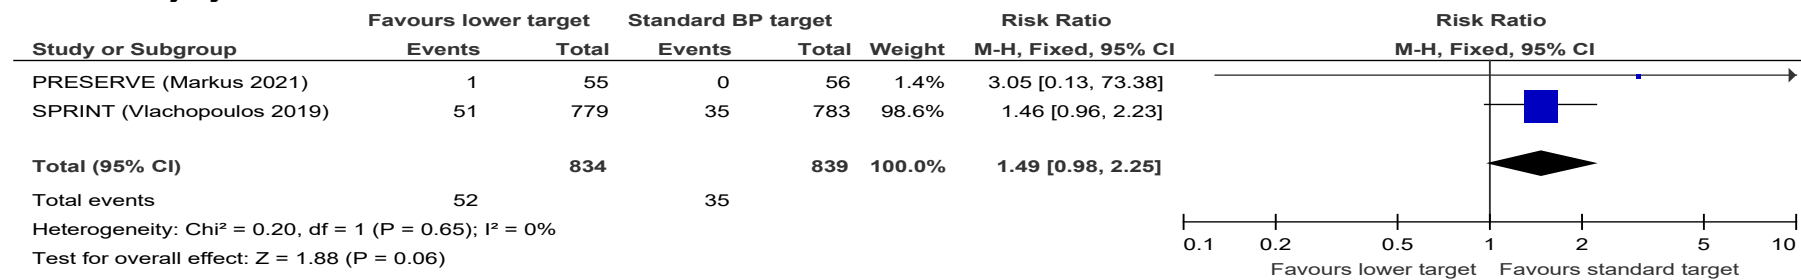 Favours lower target Standard BP target Risk Ratio Risk Ratio
Study or Subgroup Events Total Events Total Weight M-H, Fixed, 95% CI M-H, Fixed, 95% CI
PRESERVE (Markus 2021) 1 55 0 56 1.4% 3.05 [0.13, 73.38]
SPRINT (Vlachopoulos 2019) 51 779 35 783 98.6% 1.46 [0.96, 2.23]
Total (95% CI) 834 839 100.0% 1.49 [0.98, 2.25]
Total events 52 35
Heterogeneity: Chi² = 0.20, df = 1 (P = 0.65); I² = 0%
Test for overall effect: Z = 1.88 (P = 0.06)
0.1 0.2 0.5 1 2 5 10
Favours lower target Favours standard target